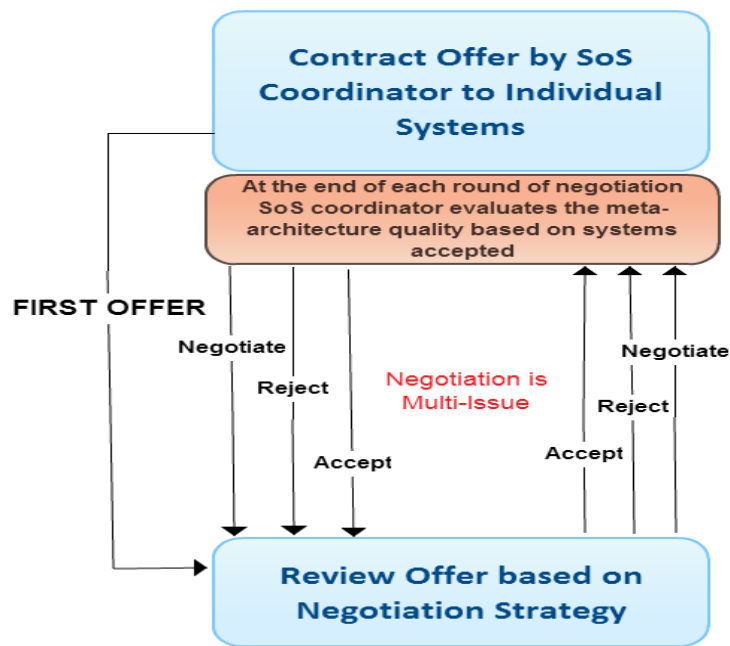 Contract Offer by SoS
Coordinator to Individual
Systems
At the end of each round of negotiation
SoS coordinator evaluates the meta-
architecture quality based on systems
accepted
FIRST OFFER
Negotiate
Reject
Accept
Negotiation is
Multi-Issue
Negotiate
Reject
Accept
Review Offer based on
Negotiation Strategy